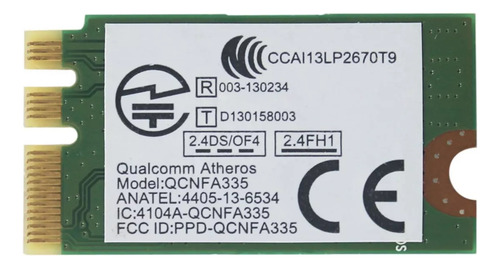 CCAI13LP2670T9
R 003-130234
T D130158003
2.4DS/OF4 2.4FH1
Qualcomm Atheros
Model:QCNFA335
ANATEL:4405-13-6534
IC:4104A-QCNFA335
FCC ID:PPD-QCNFA335
CE